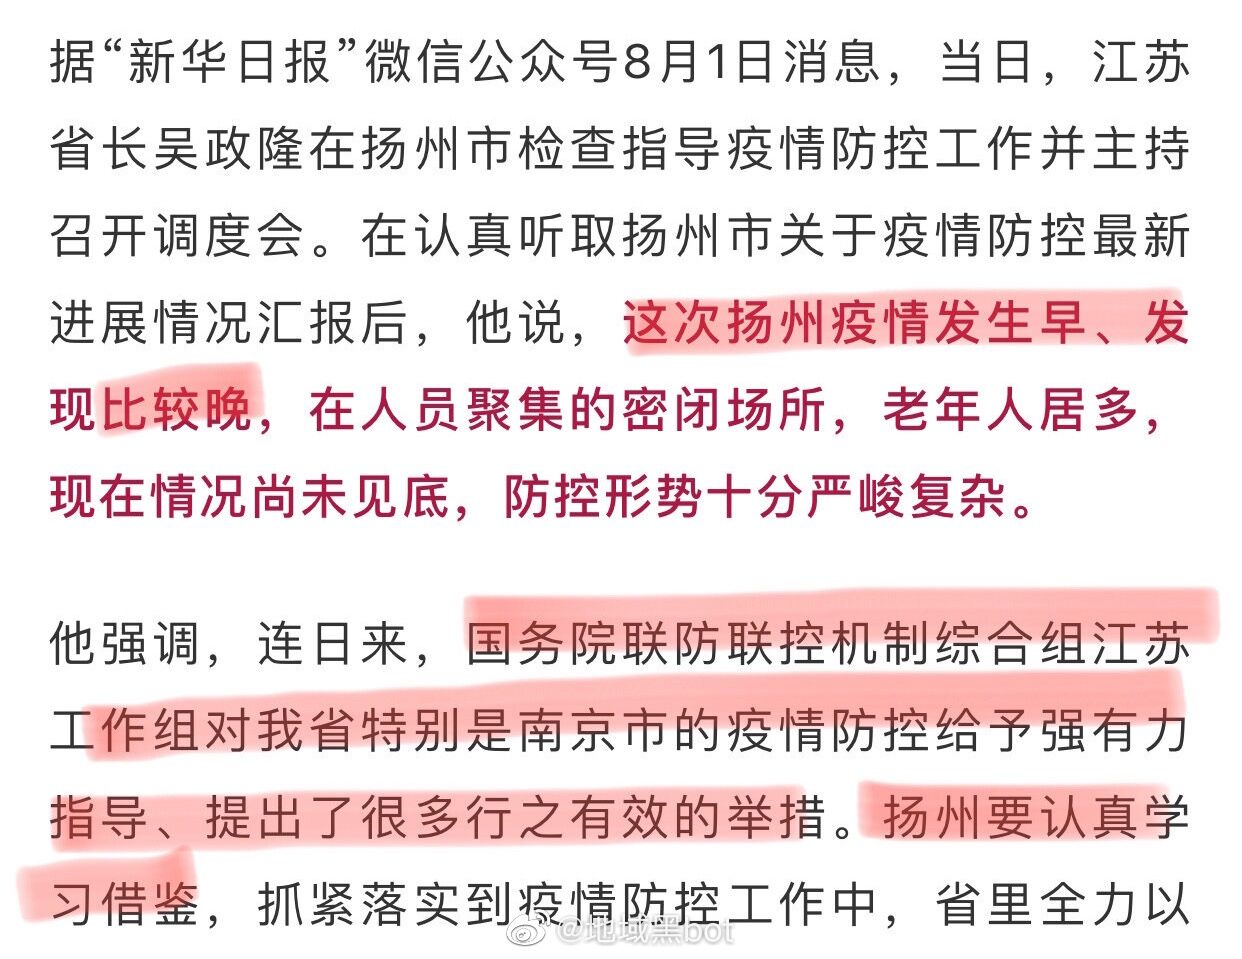 据“新华日报”微信公众号8月1日消息，当日，江苏
省长吴政隆在扬州市检查指导疫情防控工作并主持
召开调度会。在认真听取扬州市关于疫情防控最新
进展情况汇报后，他说，这次扬州疫情发生早、发
现比较晚，在人员聚集的密闭场所，老年人居多，
现在情况尚未见底，防控形势十分严峻复杂。
他强调，连日来，国务院联防联控机制综合组江苏
工作组对我省特别是南京市的疫情防控给予强有力
指导、提出了很多行之有效的举措。扬州要认真学
习借鉴，抓紧落实到疫情防控工作中，省里全力以
@地域黑bot